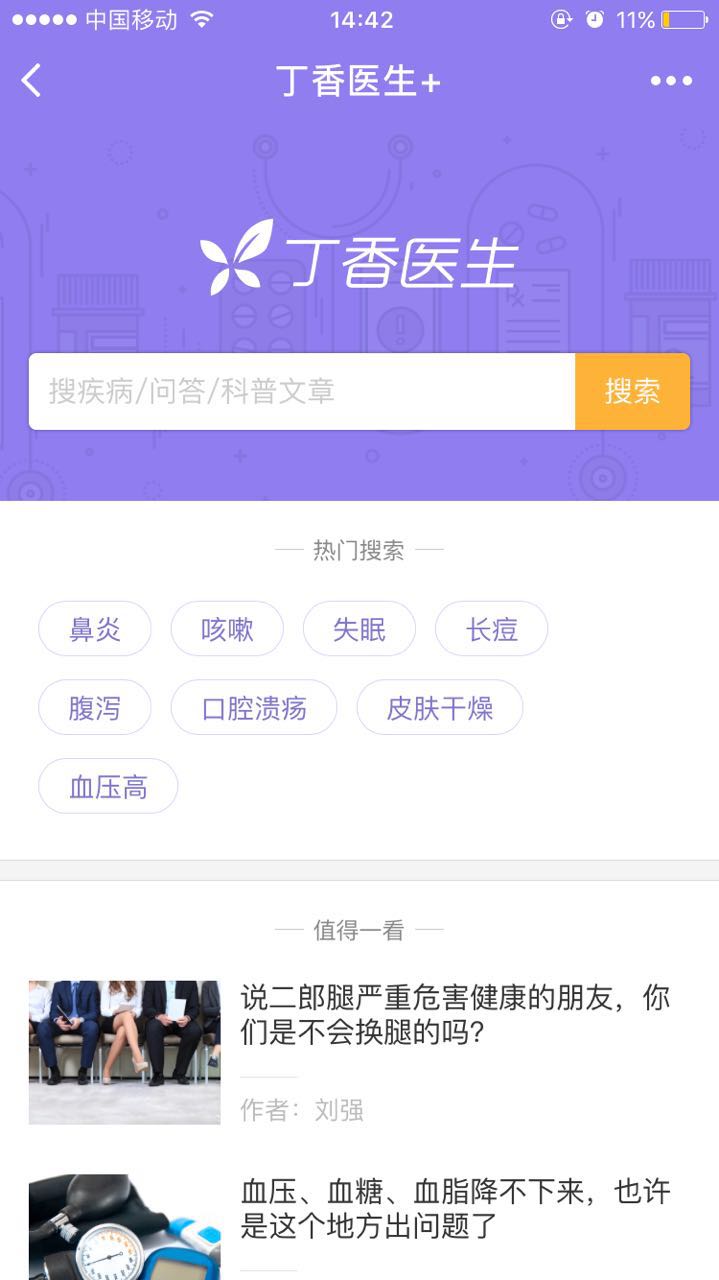 中国移动 14:42 11%
丁香医生+
丁香医生
搜疾病/问答/科普文章 搜索
热门搜索
鼻炎 咳嗽 失眠 长痘
腹泻 口腔溃疡 皮肤干燥
血压高
值得一看
说二郎腿严重危害健康的朋友，你
们是不会换腿的吗？
作者：刘强
血压、血糖、血脂降不下来，也许
是这个地方出问题了